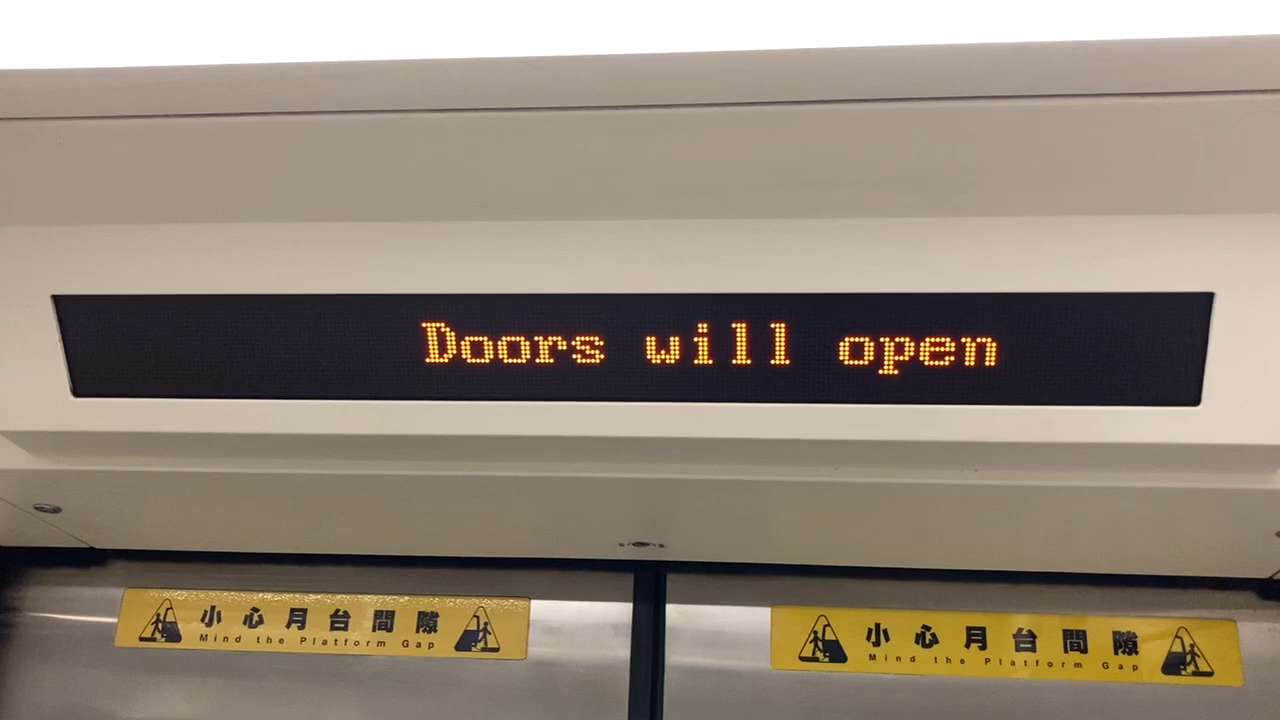 Doors will open
小心月台間隙
Mind the Platform Gap
小心月台間隙
Mind the Platform Gap